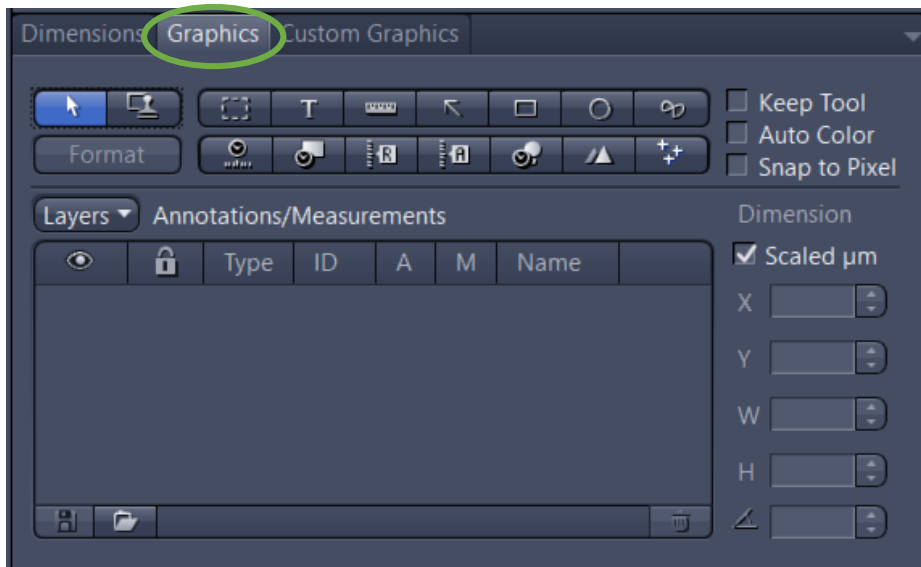 Dimensions Graphics Custom Graphics
T
Keep Tool
Auto Color
Format R A
Snap to Pixel
Layers Annotations/Measurements Dimension
Type ID A M Name
Scaled µm
X
Y
W
H